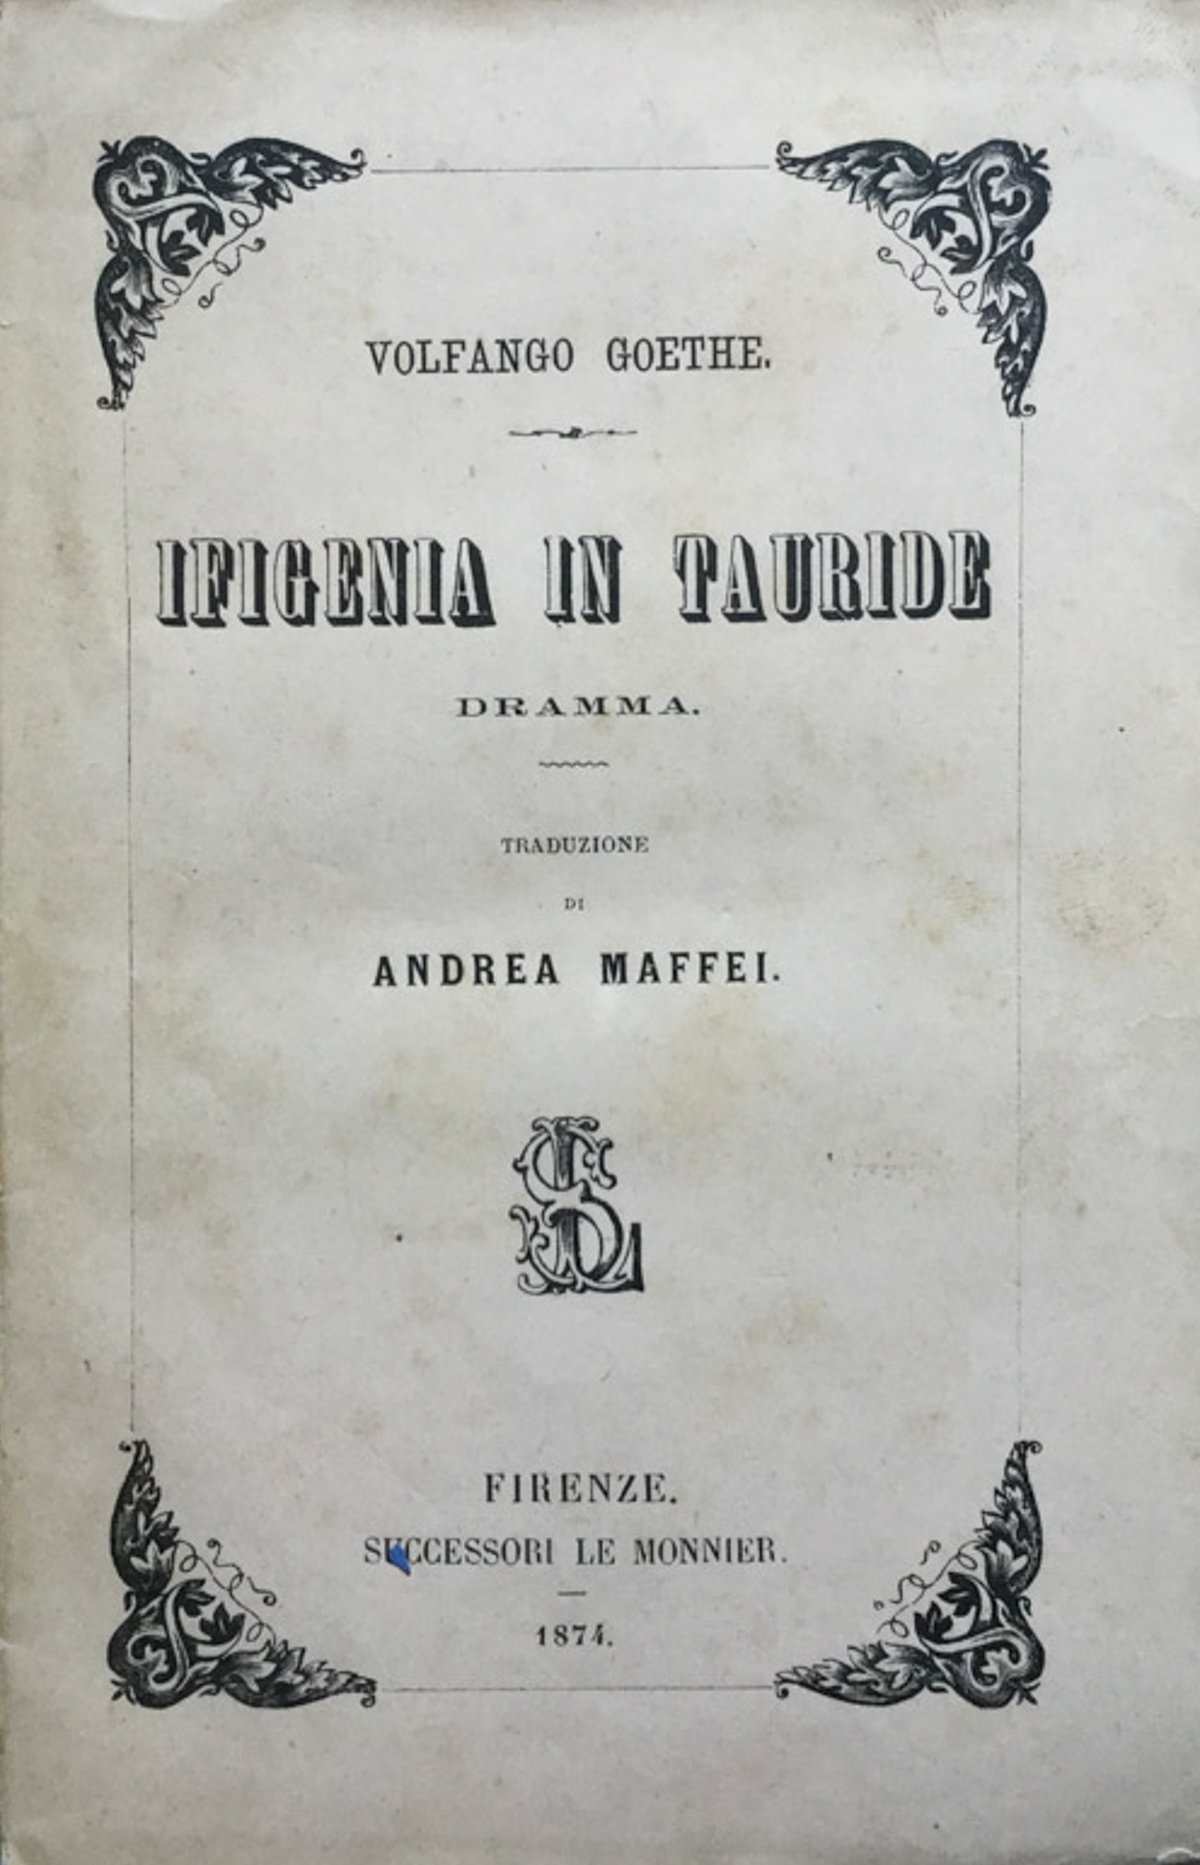 VOLFANGO GOETHE.
IFIGENIA IN TAURIDE
DRAMMA.
TRADUZIONE
DI
ANDREA MAFFEI.
FIRENZE.
SUCCESSORI LE MONNIER.
1874.